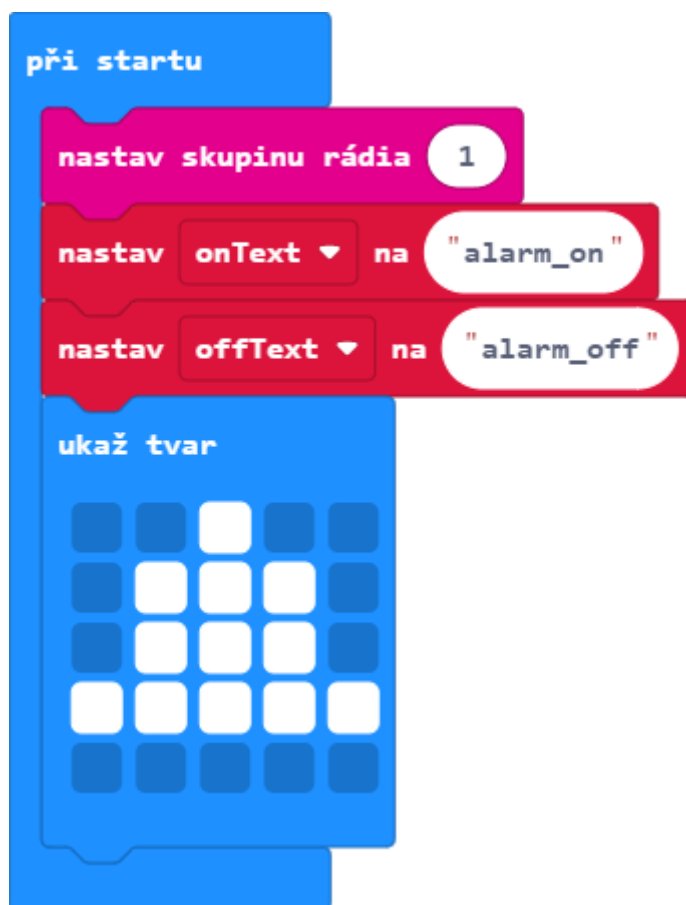 při startu
nastav skupinu rádia 1
nastav onText na "alarm_on"
nastav offText na "alarm_off"
ukaž tvar